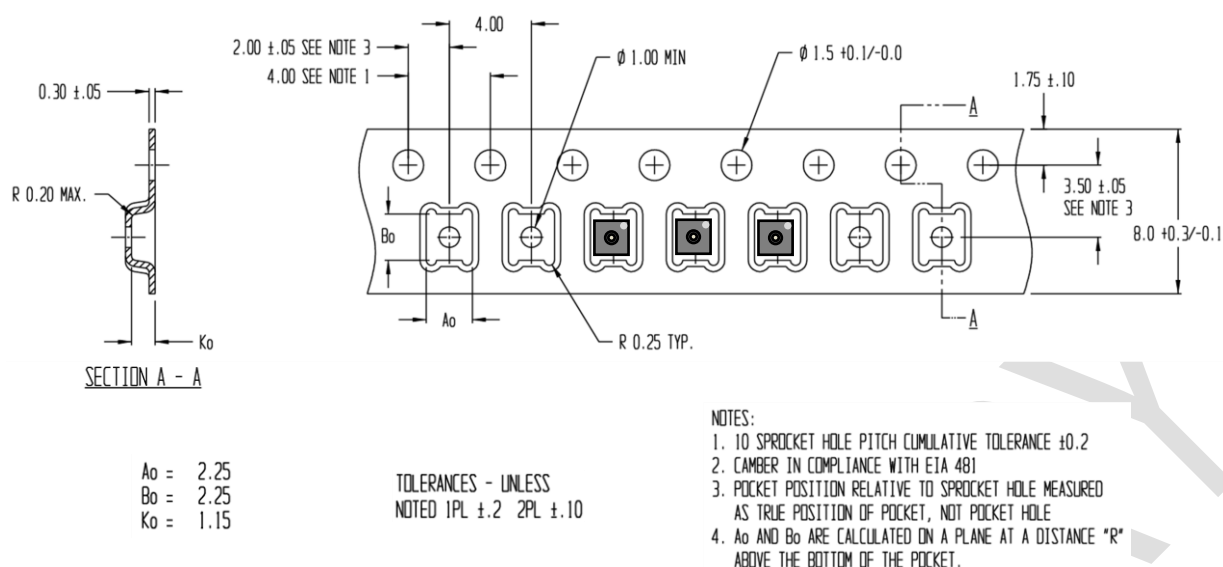 4.00
2.00 ±.05 SEE NOTE 3
4.00 SEE NOTE 1
0.30 ±.05
Ø 1.00 MIN
Ø 1.5 +0.1/-0.0
1.75 ±.10
A
R 0.20 MAX.
3.50 ±.05
SEE NOTE 3
8.0 +0.3/-0.1
Bo
Ao
A
R 0.25 TYP.
Ko
SECTION A - A
Ao = 2.25
Bo = 2.25
Ko = 1.15
TOLERANCES - UNLESS
NOTED 1PL ±.2 2PL ±.10
NOTES:
1. 10 SPROCKET HOLE PITCH CUMULATIVE TOLERANCE ±0.2
2. CAMBER IN COMPLIANCE WITH EIA 481
3. POCKET POSITION RELATIVE TO SPROCKET HOLE MEASURED
AS TRUE POSITION OF POCKET, NOT POCKET HOLE
4. Ao AND Bo ARE CALCULATED ON A PLANE AT A DISTANCE "R"
ABOVE THE BOTTOM OF THE POCKET.